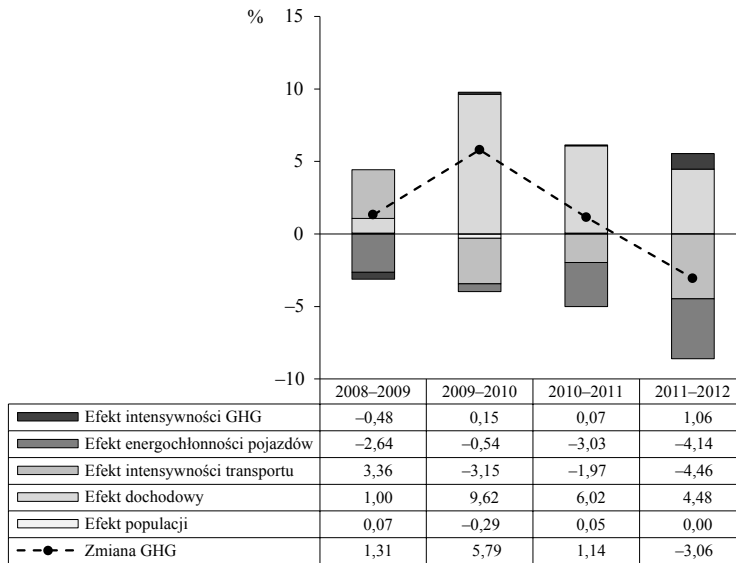 %
15
10
5
0
–5
–10
2008–2009 2009–2010 2010–2011 2011–2012
Efekt intensywności GHG –0,48 0,15 0,07 1,06
Efekt energochłonności pojazdów –2,64 –0,54 –3,03 –4,14
Efekt intensywności transportu 3,36 –3,15 –1,97 –4,46
Efekt dochodowy 1,00 9,62 6,02 4,48
Efekt populacji 0,07 –0,29 0,05 0,00
Zmiana GHG 1,31 5,79 1,14 –3,06